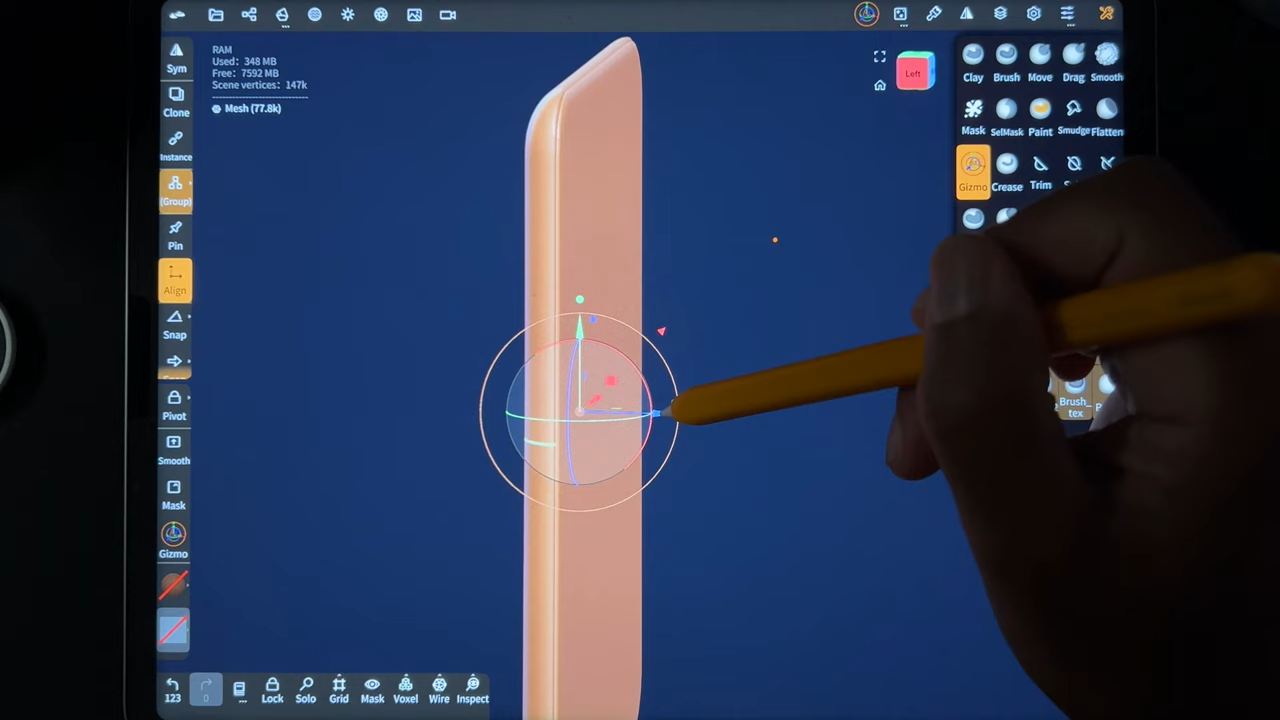 RAM
Used: 348 MB
Free: 7592 MB
Scene vertices: 147k
Mesh (77.8k)
Left
Sym
Clone
Instance
(Group)
Pin
Align
Snap
Pivot
Smooth
Mask
Gizmo
Clay Brush Move Drag Smooth
Mask SelMask Paint Smudge Flatten
Gizmo Crease Trim
Brush_
tex
123
0
Lock Solo Grid Mask Voxel Wire Inspect